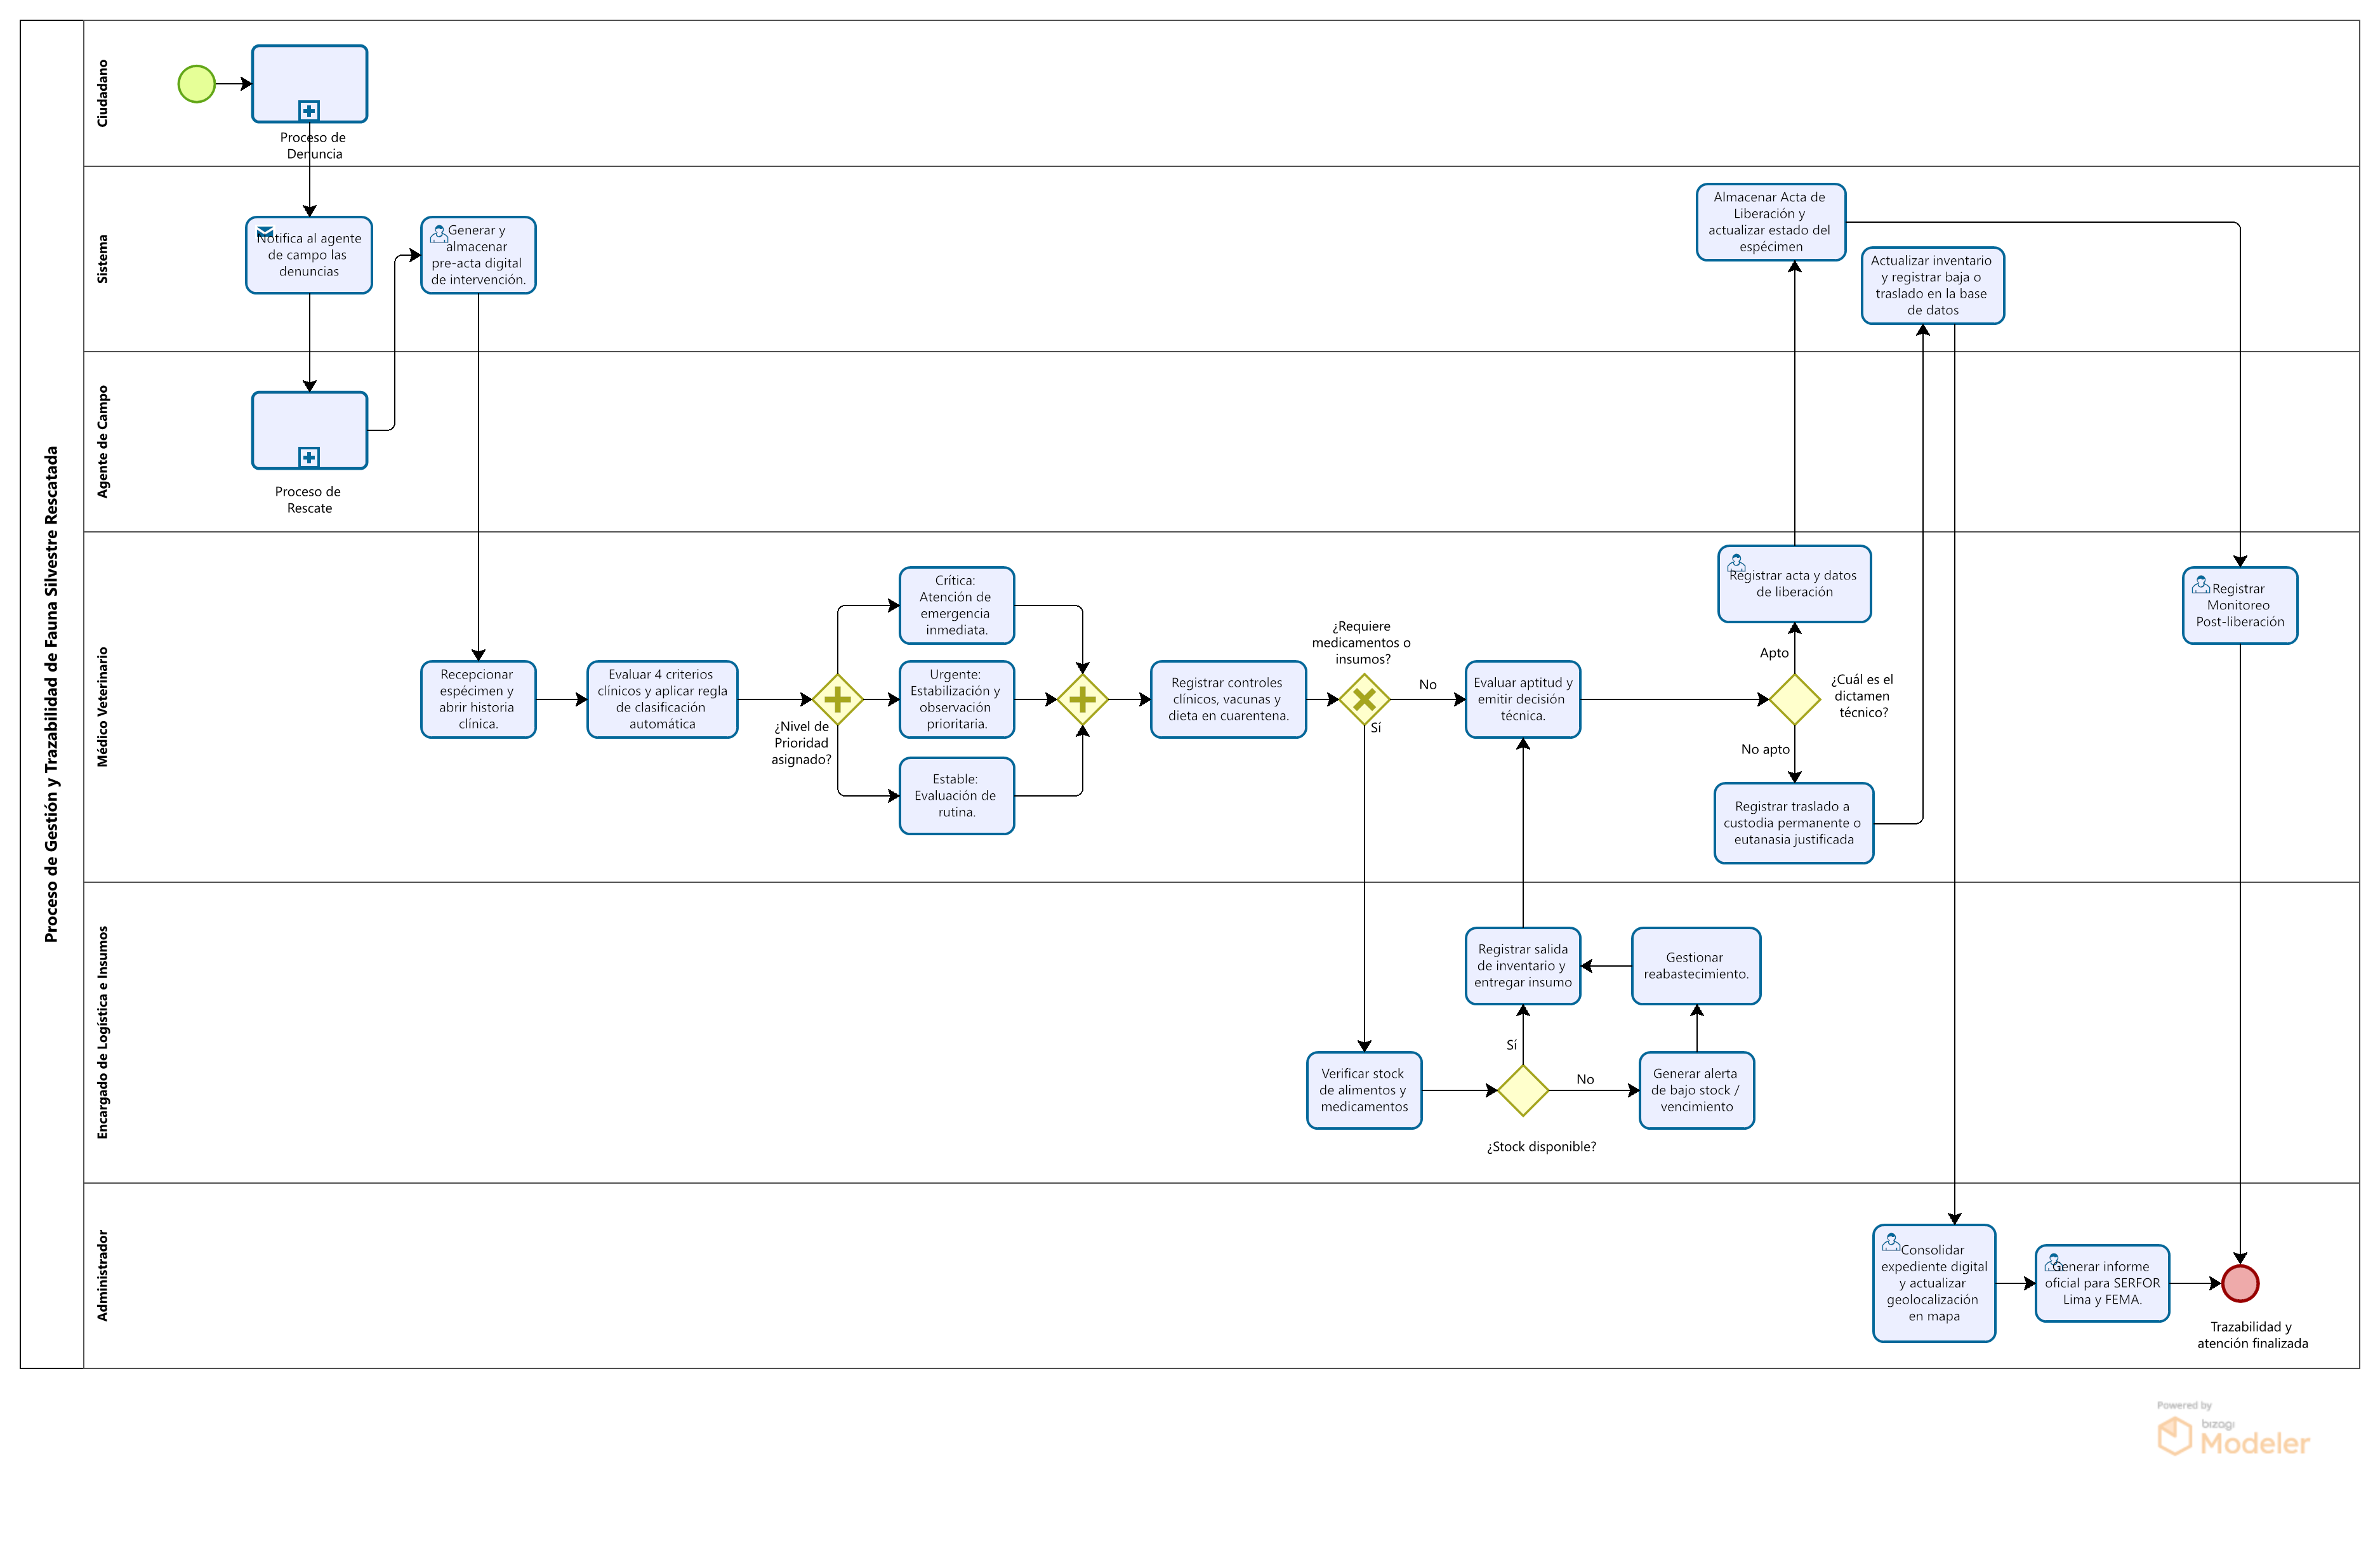 Proceso de Gestión y Trazabilidad de Fauna Silvestre Rescatada
Ciudadano
Proceso de
Denuncia
Sistema
Notifica al agente
de campo las
denuncias
Generar y
almacenar
pre-acta digital
de intervención.
Almacenar Acta de
Liberación y
actualizar estado del
espécimen
Actualizar inventario
y registrar baja o
traslado en la base
de datos
Agente de Campo
Proceso de
Rescate
Médico Veterinario
Recepcionar
espécimen y
abrir historia
clínica.
Evaluar 4 criterios
clínicos y aplicar regla
de clasificación
automática
¿Nivel de
Prioridad
asignado?
Crítica:
Atención de
emergencia
inmediata.
Urgente:
Estabilización y
observación
prioritaria.
Estable:
Evaluación de
rutina.
Registrar controles
clínicos, vacunas y
dieta en cuarentena.
¿Requiere
medicamentos o
insumos?
No
Sí
Evaluar aptitud y
emitir decisión
técnica.
Registrar acta y datos
de liberación
Apto
¿Cuál es el
dictamen
técnico?
No apto
Registrar traslado a
custodia permanente o
eutanasia justificada
Registrar
Monitoreo
Post-liberación
Encargado de Logística e Insumos
Registrar salida
de inventario y
entregar insumo
Gestionar
reabastecimiento.
Verificar stock
de alimentos y
medicamentos
Sí
No
¿Stock disponible?
Generar alerta
de bajo stock /
vencimiento
Administrador
Consolidar
expediente digital
y actualizar
geolocalización
en mapa
Generar informe
oficial para SERFOR
Lima y FEMA.
Trazabilidad y
atención finalizada
Powered by
bizagi
Modeler